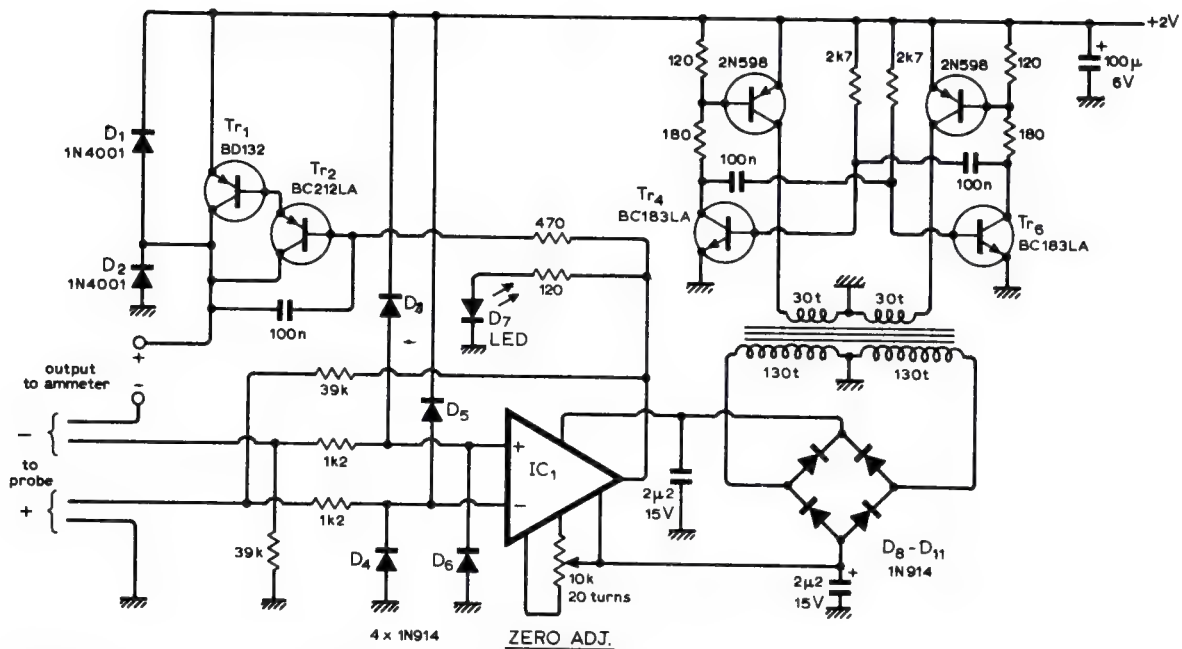 +2V
120
2N598
2k7
2k7
2N598
120
+
100μ
6V
D1
1N4001
Tr1
BD132
Tr2
BC212LA
180
180
100n
100n
Tr4
BC183LA
Tr6
BC183LA
470
120
D2
1N4001
100n
D3
D7
LED
30t
30t
130t
130t
+
output
to ammeter
-
39k
D5
-
to
probe
+
1k2
1k2
+
IC1
-
2μ2
15V
39k
D4
D6
10k
20 turns
D8-D11
1N914
+
2μ2
15V
4 x 1N914
ZERO ADJ.